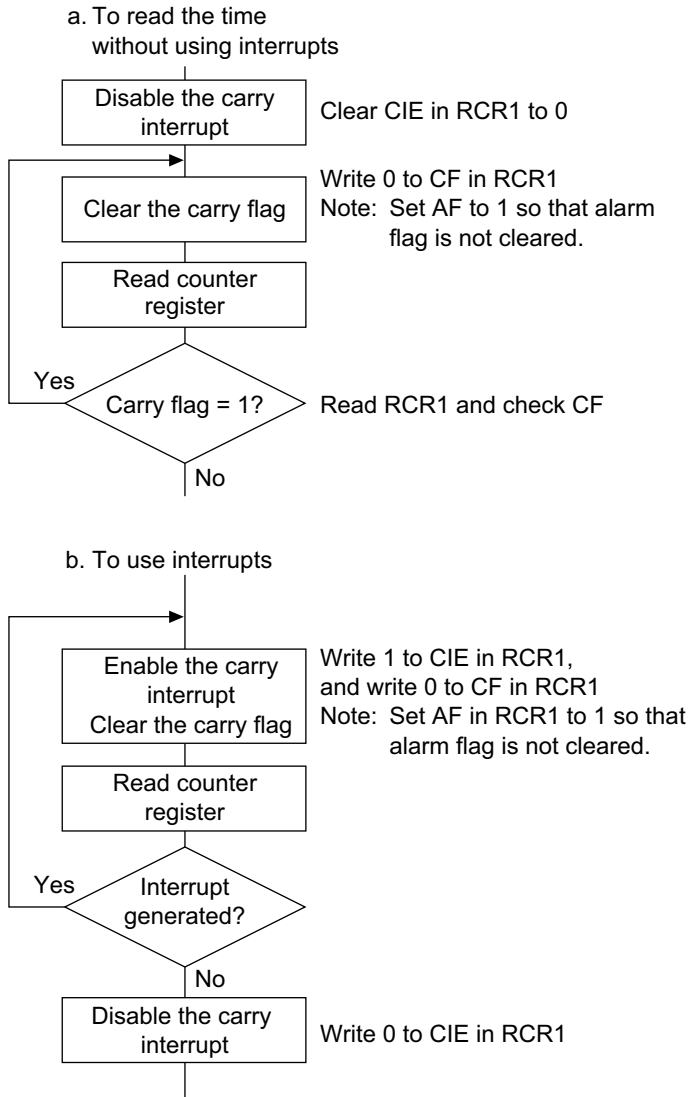 a. To read the time
without using interrupts
Disable the carry
interrupt
Clear CIE in RCR1 to 0
Clear the carry flag
Write 0 to CF in RCR1
Note: Set AF to 1 so that alarm
flag is not cleared.
Read counter
register
Yes
Carry flag = 1?
Read RCR1 and check CF
No
b. To use interrupts
Enable the carry
interrupt
Clear the carry flag
Write 1 to CIE in RCR1,
and write 0 to CF in RCR1
Note: Set AF in RCR1 to 1 so that
alarm flag is not cleared.
Read counter
register
Yes
Interrupt
generated?
No
Disable the carry
interrupt
Write 0 to CIE in RCR1